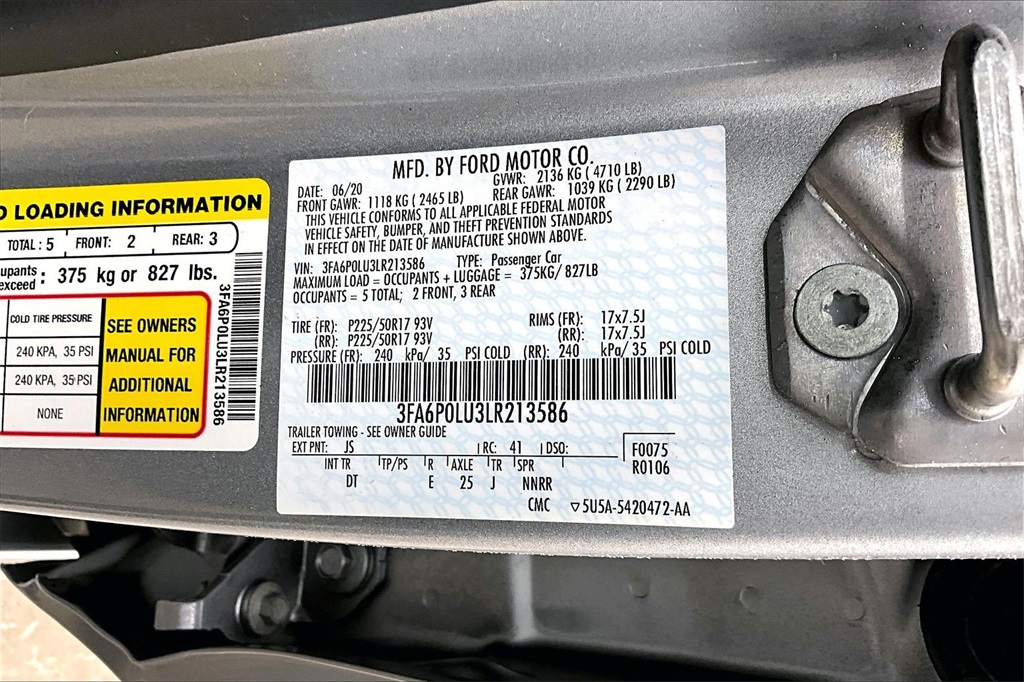 D LOADING INFORMATION
TOTAL: 5 FRONT: 2 REAR: 3
upants exceed : 375 kg or 827 lbs.
COLD TIRE PRESSURE
240 KPA, 35 PSI
240 KPA, 35 PSI
NONE
SEE OWNERS
MANUAL FOR
ADDITIONAL
INFORMATION
3FA6P0LU3LR213586
MFD. BY FORD MOTOR CO.
DATE: 06/20 GVWR: 2136 KG ( 4710 LB)
FRONT GAWR: 1118 KG ( 2465 LB) REAR GAWR: 1039 KG ( 2290 LB)
THIS VEHICLE CONFORMS TO ALL APPLICABLE FEDERAL MOTOR
VEHICLE SAFETY, BUMPER, AND THEFT PREVENTION STANDARDS
IN EFFECT ON THE DATE OF MANUFACTURE SHOWN ABOVE.
VIN: 3FA6P0LU3LR213586 TYPE: Passenger Car
MAXIMUM LOAD = OCCUPANTS + LUGGAGE = 375KG/ 827LB
OCCUPANTS = 5 TOTAL; 2 FRONT, 3 REAR
TIRE (FR): P225/50R17 93V RIMS (FR): 17x7.5J
(RR): P225/50R17 93V (RR): 17x7.5J
PRESSURE (FR): 240 kPa/ 35 PSI COLD (RR): 240 kPa/ 35 PSI COLD
3FA6P0LU3LR213586
TRAILER TOWING - SEE OWNER GUIDE
EXT PNT: JS RC: 41 DSO: F0075
INT TR TP/PS R AXLE TR SPR R0106
DT E 25 J NNRR
CMC ▽5U5A-5420472-AA